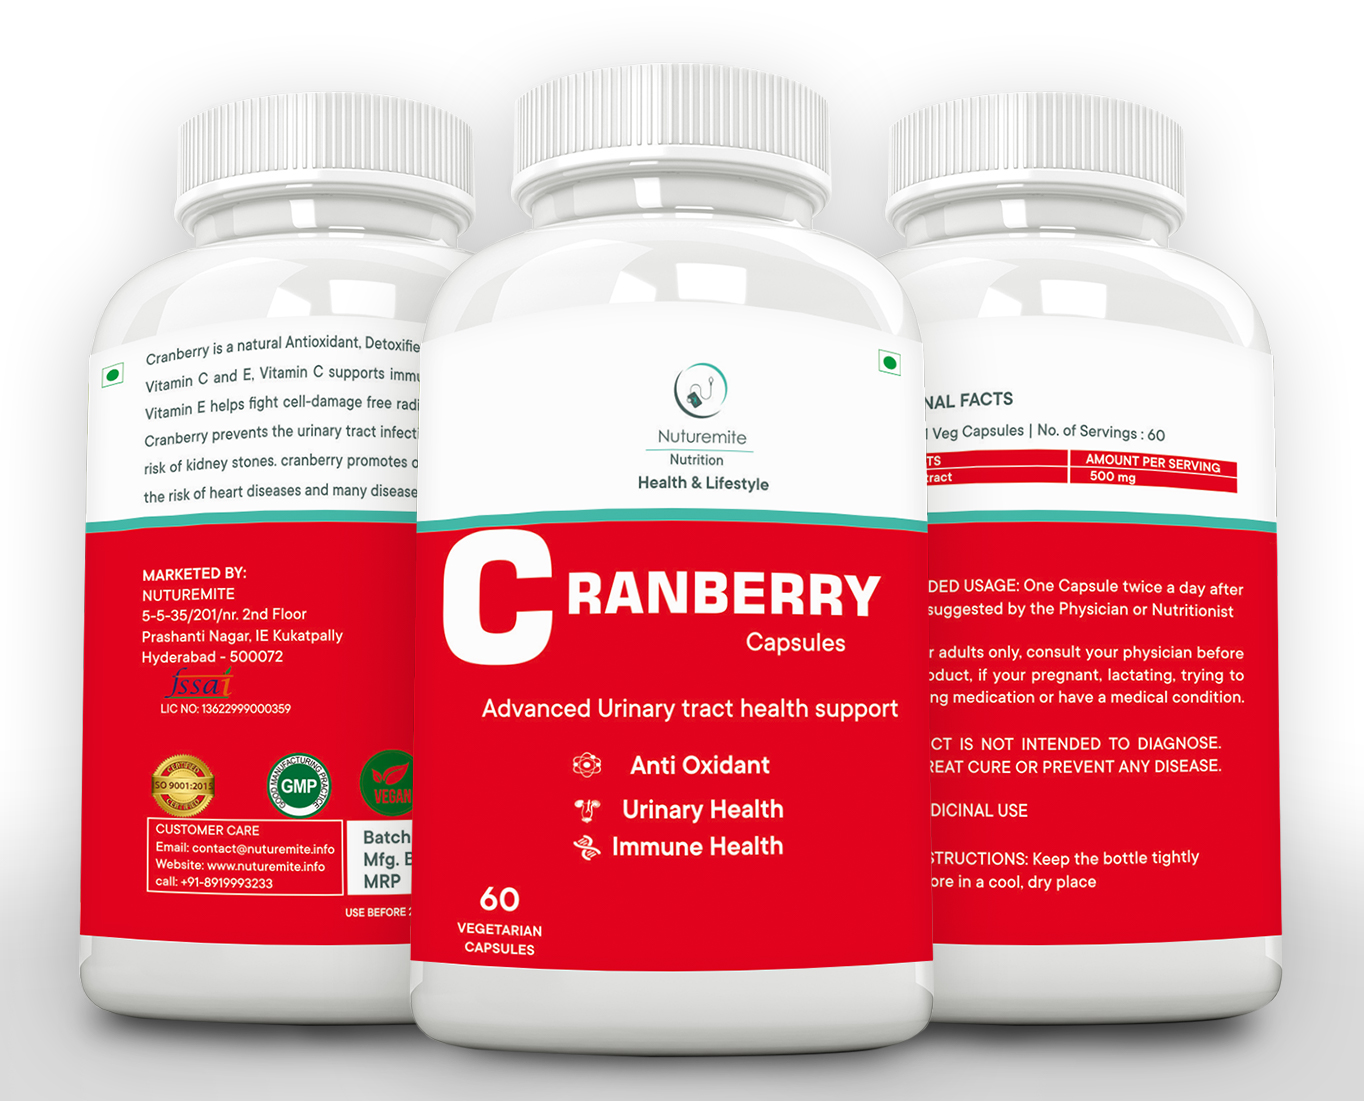 Cranberry is a natural Antioxidant,
Vitamin C and E, Vitamin C supports
Vitamin E helps fight cell-damage free
Cranberry prevents the urinary tract
risk of kidney stones. cranberry promotes
the risk of heart diseases and many
MARKETED BY:
NUTUREMITE
5-5-35/201/nr. 2nd Floor
Prashanti Nagar, IE Kukatpally
Hyderabad - 500072
fssai
LIC NO: 13622999000359
CERTIFIED
ISO 9001:2015
CERTIFIED
GOOD MANUFACTURING PRACTICE
GMP
VEGAN
CUSTOMER CARE
Email: contact@nuturemite.info
Website: www.nuturemite.info
call: +91-8919993233
Batch
Mfg.
MRP
USE BEFORE
Nuturemite
Nutrition
Health & Lifestyle
CRANBERRY
Capsules
Advanced Urinary tract health support
Anti Oxidant
Urinary Health
Immune Health
60
VEGETARIAN
CAPSULES
NAL FACTS
1 Veg Capsules | No. of Servings : 60
TS AMOUNT PER SERVING
tract 500 mg
DED USAGE: One Capsule twice a day after
suggested by the Physician or Nutritionist
r adults only, consult your physician before
oduct, if your pregnant, lactating, trying to
ng medication or have a medical condition.
CT IS NOT INTENDED TO DIAGNOSE.
REAT CURE OR PREVENT ANY DISEASE.
DICINAL USE
STRUCTIONS: Keep the bottle tightly
ore in a cool, dry place